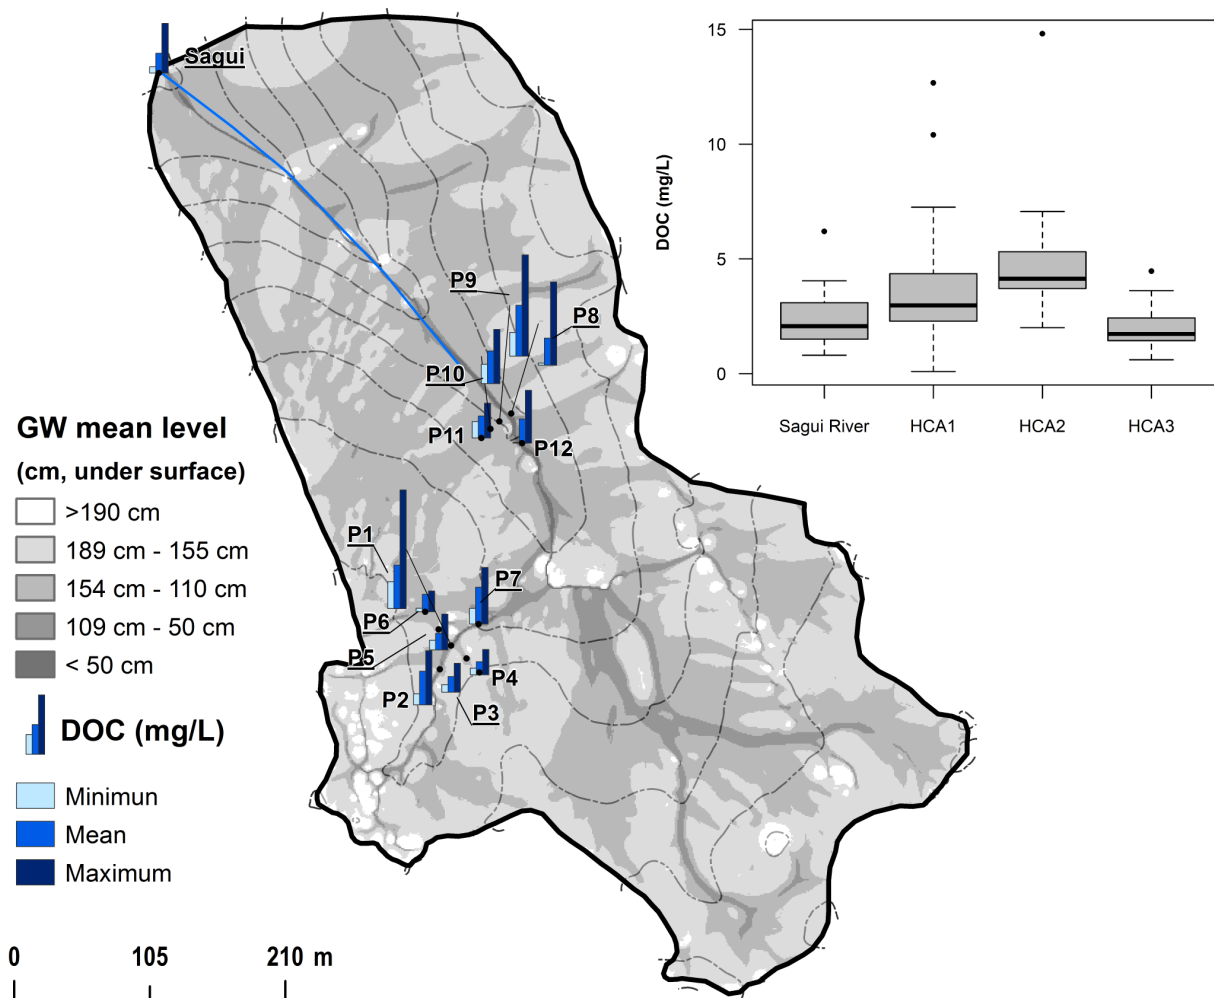 Sagui
P9
P8
P10
P11
P12
P1
P7
P6
P5
P4
P2
P3
GW mean level
(cm, under surface)
>190 cm
189 cm - 155 cm
154 cm - 110 cm
109 cm - 50 cm
< 50 cm
DOC (mg/L)
Minimun
Mean
Maximum
0 105 210 m
DOC (mg/L)
15
10
5
0
Sagui River HCA1 HCA2 HCA3